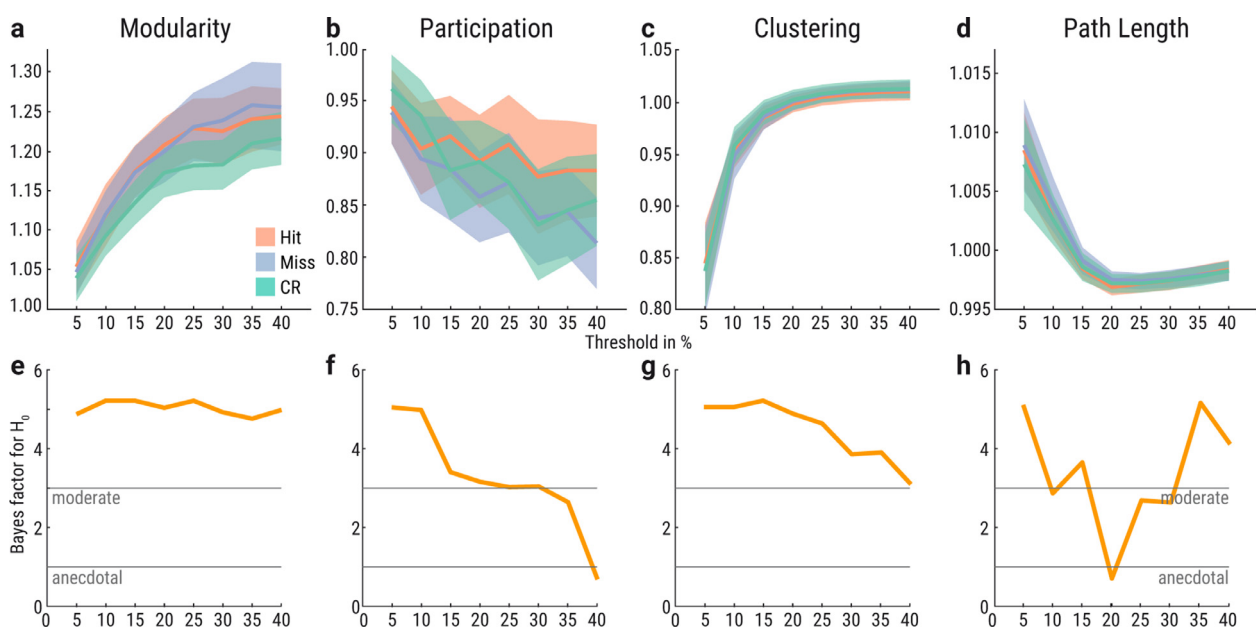 a Modularity
b Participation
c Clustering
d Path Length
1.30
1.25
1.20
1.15
1.10
1.05
1.00
Hit
Miss
CR
5 10 15 20 25 30 35 40
1.00
0.95
0.90
0.85
0.80
0.75
5 10 15 20 25 30 35 40
1.05
1.00
0.95
0.90
0.85
0.80
5 10 15 20 25 30 35 40
1.015
1.010
1.005
1.000
0.995
5 10 15 20 25 30 35 40
Threshold in %
e
Bayes factor for H0
6
4
moderate
2
anecdotal
0
0 5 10 15 20 25 30 35 40
f
6
4
2
0
0 5 10 15 20 25 30 35 40
g
6
4
2
0
0 5 10 15 20 25 30 35 40
h
6
4
moderate
2
anecdotal
0
0 5 10 15 20 25 30 35 40